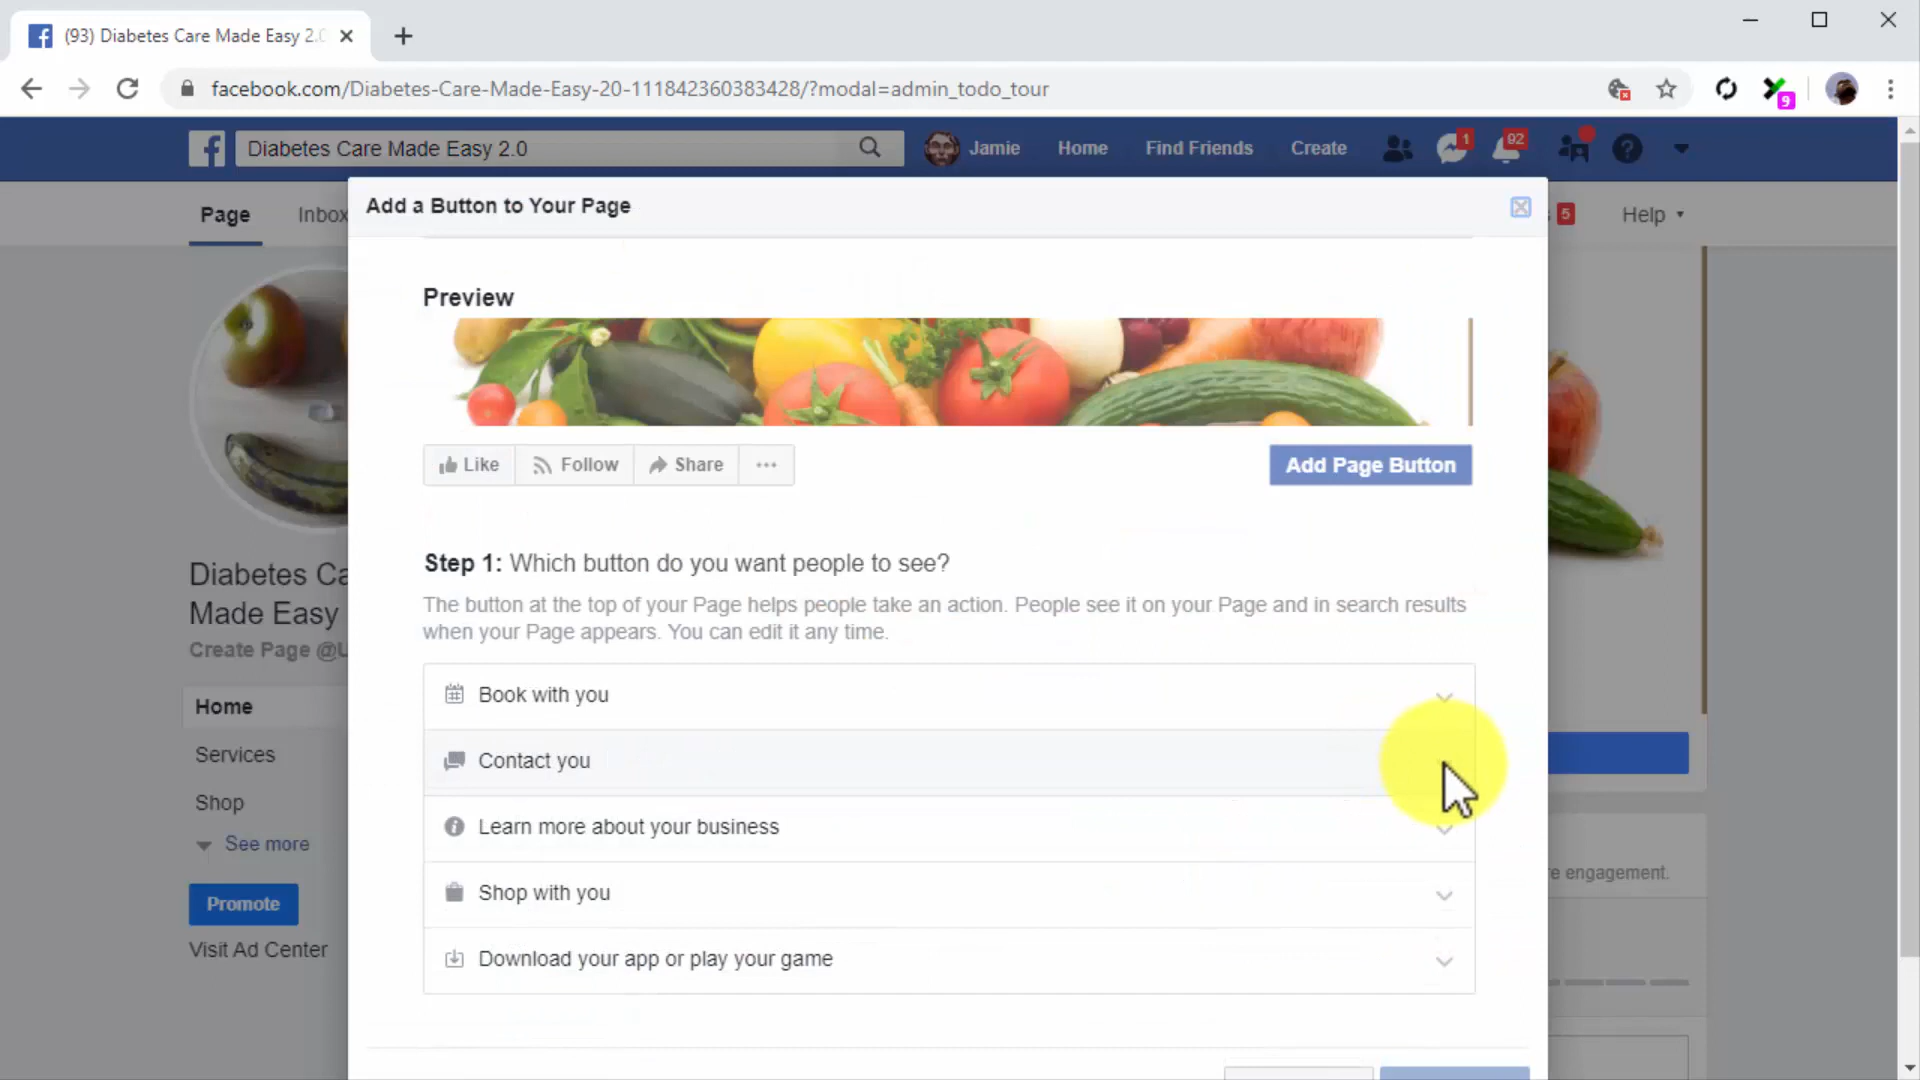 (93) Diabetes Care Made Easy 2.0
facebook.com/Diabetes-Care-Made-Easy-20-111842360383428/?modal=admin_todo_tour
9
Diabetes Care Made Easy 2.0
Jamie
Home
Find Friends
Create
1
92
Page
Inbox
5
Help
Add a Button to Your Page
Preview
Like
Follow
Share
Add Page Button
Step 1: Which button do you want people to see?
The button at the top of your Page helps people take an action. People see it on your Page and in search results
when your Page appears. You can edit it any time.
Book with you
Contact you
Learn more about your business
Shop with you
Download your app or play your game
Diabetes Ca
Made Easy
Create Page @U
Home
Services
Shop
See more
Promote
Visit Ad Center
e engagement.